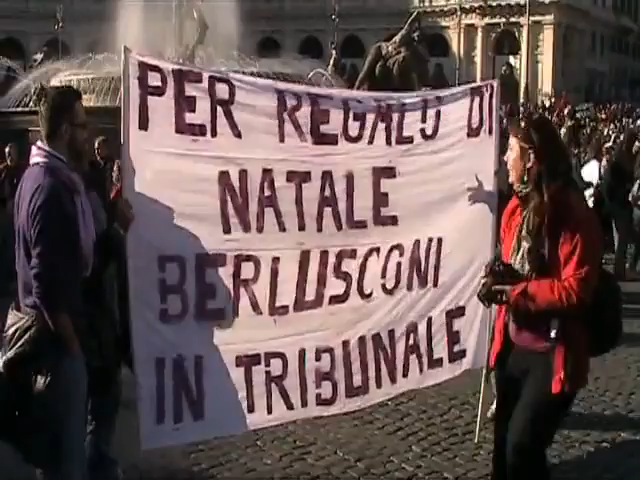 PER REGALO DI
NATALE
BERLUSCONI
IN TRIBUNALE